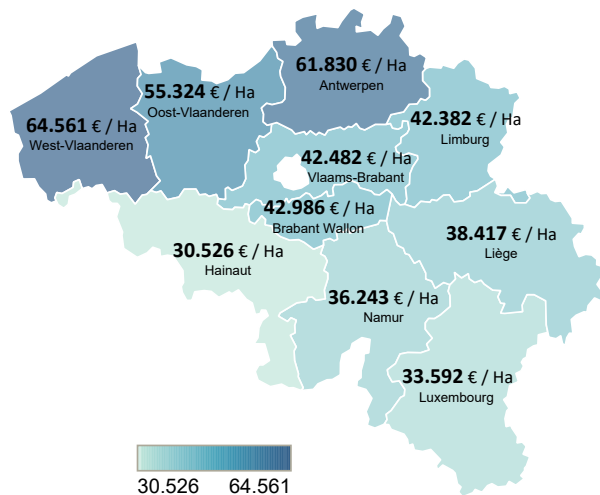 61.830 € / Ha
Antwerpen
55.324 € / Ha
Oost-Vlaanderen
64.561 € / Ha
West-Vlaanderen
42.382 € / Ha
Limburg
42.482 € / Ha
Vlaams-Brabant
42.986 € / Ha
Brabant Wallon
38.417 € / Ha
Liège
30.526 € / Ha
Hainaut
36.243 € / Ha
Namur
33.592 € / Ha
Luxembourg
30.526 64.561